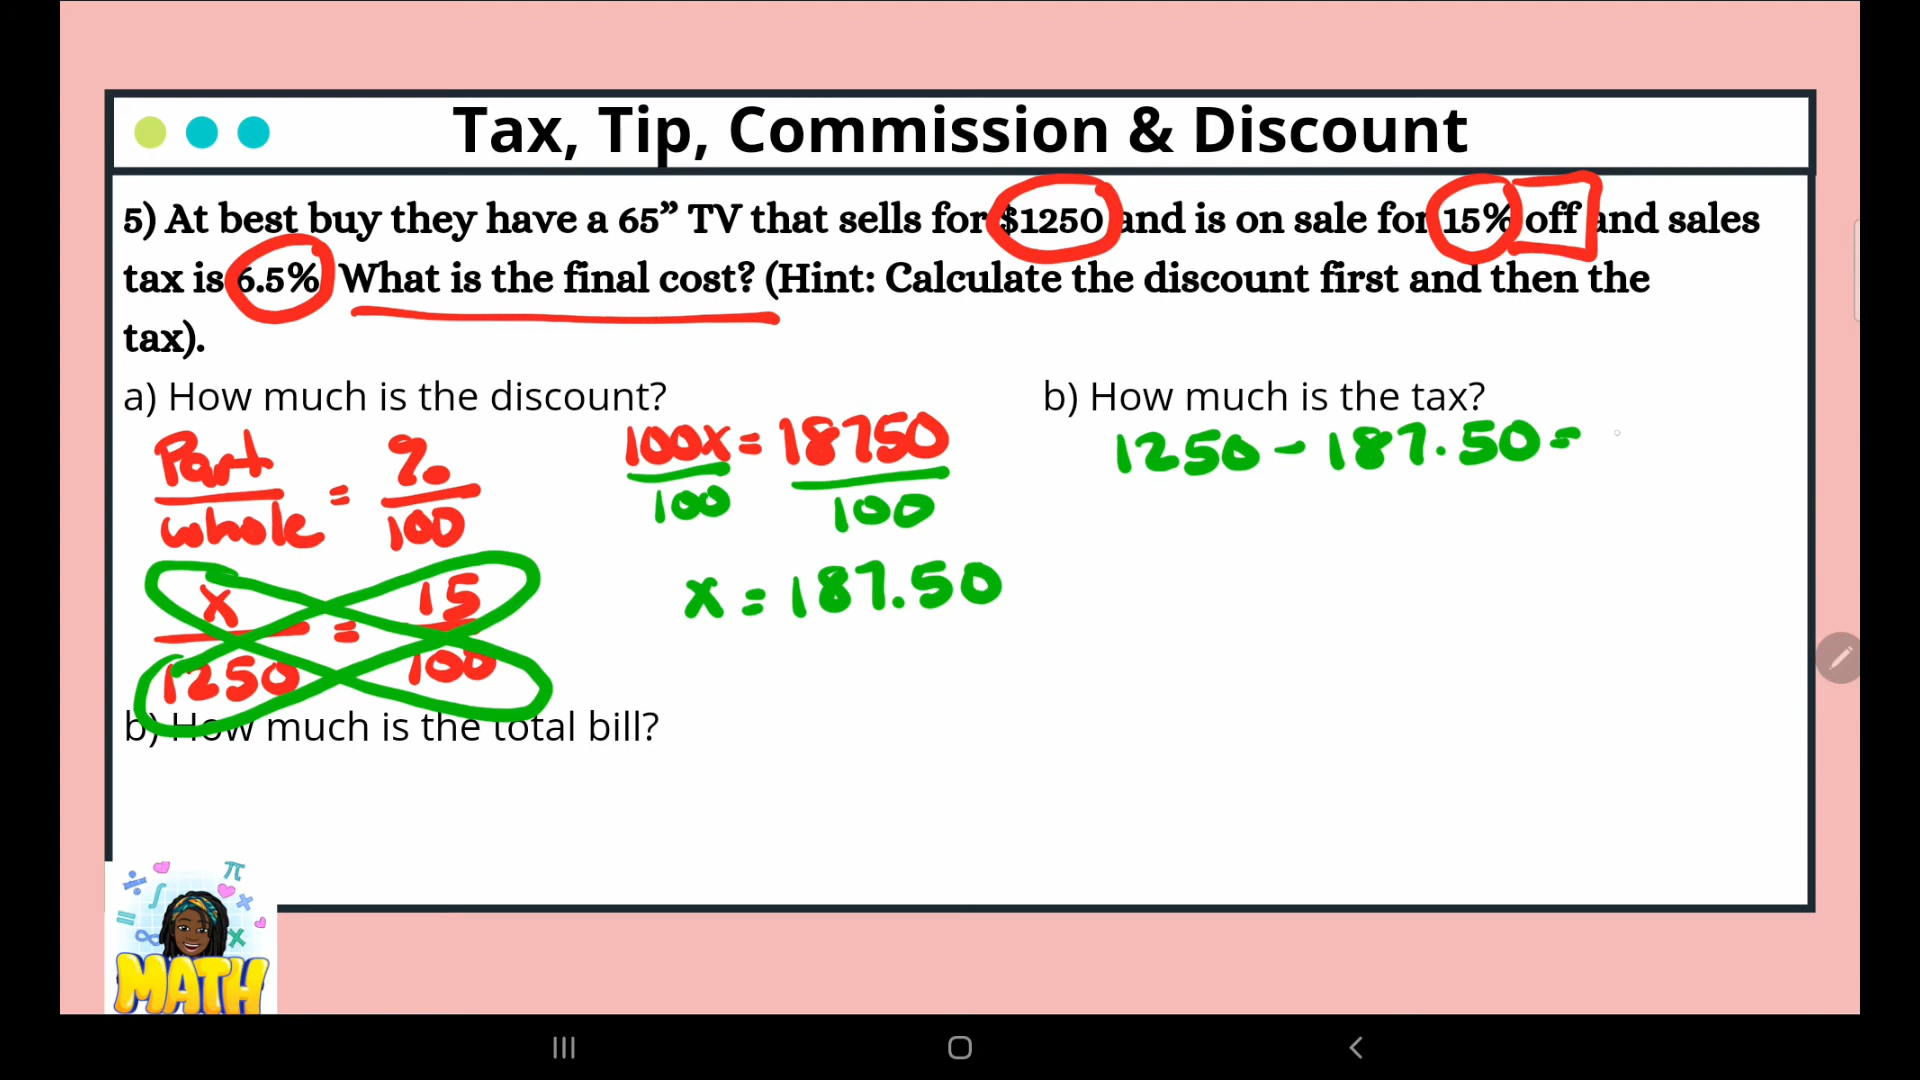 Tax, Tip, Commission & Discount
5) At best buy they have a 65” TV that sells for $1250 and is on sale for 15% off and sales
tax is 6.5% What is the final cost? (Hint: Calculate the discount first and then the
tax).
a) How much is the discount?
Part = %
whole 100
x = 15
1250 100
100x = 18750
100 100
x = 187.50
b) How much is the tax?
1250 - 187.50 =
b) How much is the total bill?
÷ ∫ π × = ∞ ×
MATH